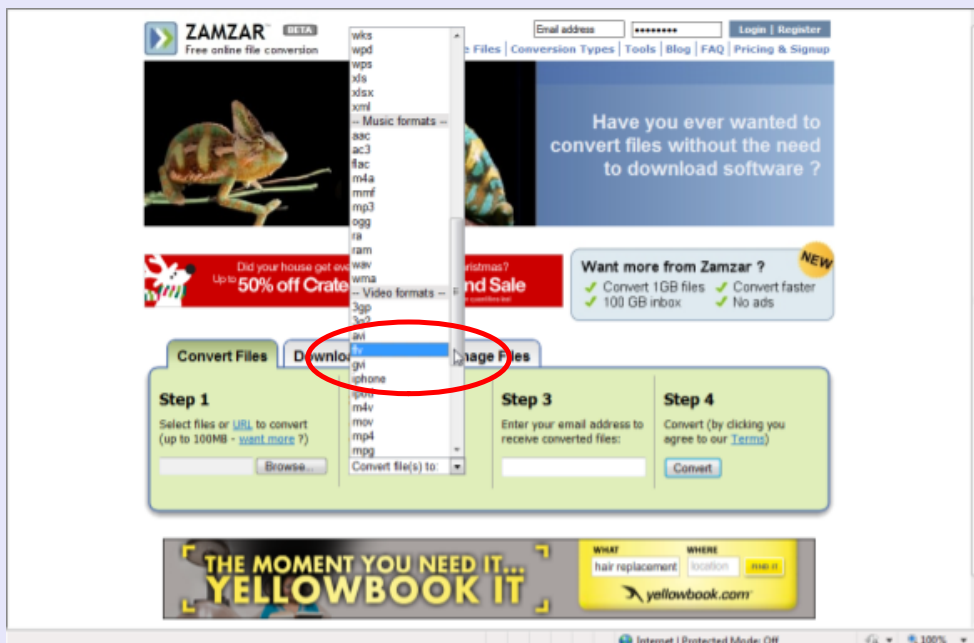 ZAMZAR BETA
Free online file conversion
Email address
Login | Register
e Files | Conversion Types | Tools | Blog | FAQ | Pricing & Signup
wks
wpd
wps
xls
xlsx
xml
-- Music formats --
aac
ac3
flac
m4a
mmf
mp3
ogg
ra
ram
wav
wma
-- Video formats --
3gp
3g2
avi
flv
gvi
iphone
ipod
m4v
mov
mp4
mpg
Convert file(s) to:
Have you ever wanted to
convert files without the need
to download software ?
Did your house get eve
ristmas?
Up to 50% off Crate
nd Sale
Want more from Zamzar ?
NEW
Convert 1GB files
Convert faster
100 GB inbox
No ads
Convert Files
Downlo
nage Files
Step 1
Select files or URL to convert
(up to 100MB - want more ?)
Browse...
Step 3
Enter your email address to
receive converted files:
Step 4
Convert (by clicking you
agree to our Terms)
Convert
THE MOMENT YOU NEED IT...
YELLOWBOOK IT
WHAT
WHERE
hair replacement
location
FIND IT
yellowbook.com
Internet | Protected Mode: Off
100%